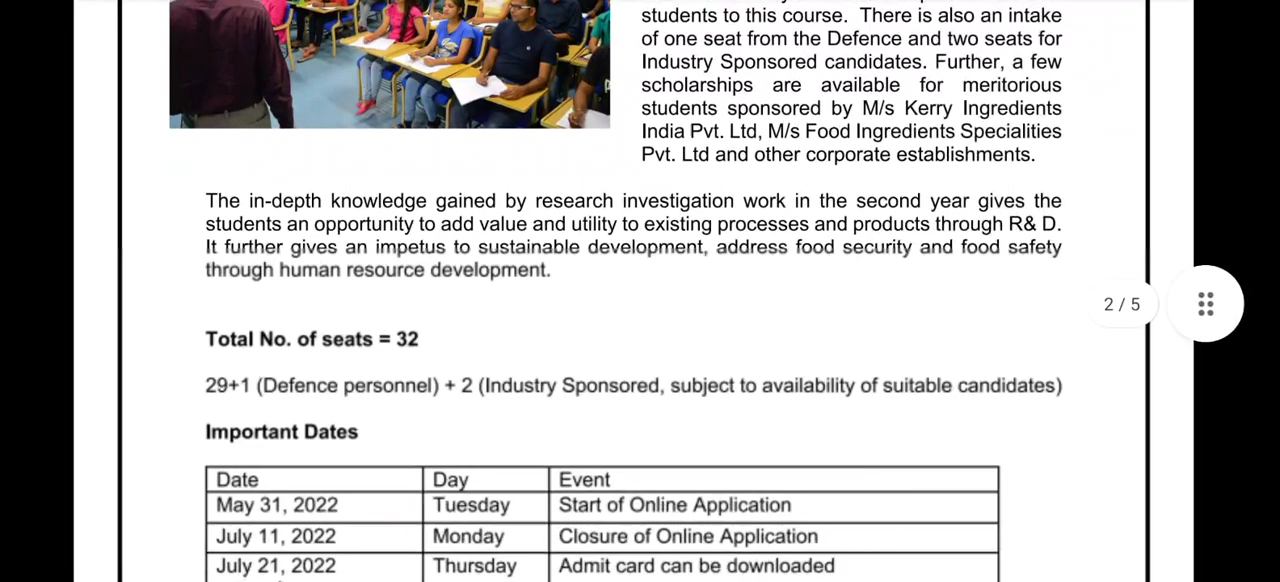 students to this course. There is also an intake
of one seat from the Defence and two seats for
Industry Sponsored candidates. Further, a few
scholarships are available for meritorious
students sponsored by M/s Kerry Ingredients
India Pvt. Ltd, M/s Food Ingredients Specialities
Pvt. Ltd and other corporate establishments.
The in-depth knowledge gained by research investigation work in the second year gives the
students an opportunity to add value and utility to existing processes and products through R& D.
It further gives an impetus to sustainable development, address food security and food safety
through human resource development.
2 / 5
Total No. of seats = 32
29+1 (Defence personnel) + 2 (Industry Sponsored, subject to availability of suitable candidates)
Important Dates
Date Day Event
May 31, 2022 Tuesday Start of Online Application
July 11, 2022 Monday Closure of Online Application
July 21, 2022 Thursday Admit card can be downloaded